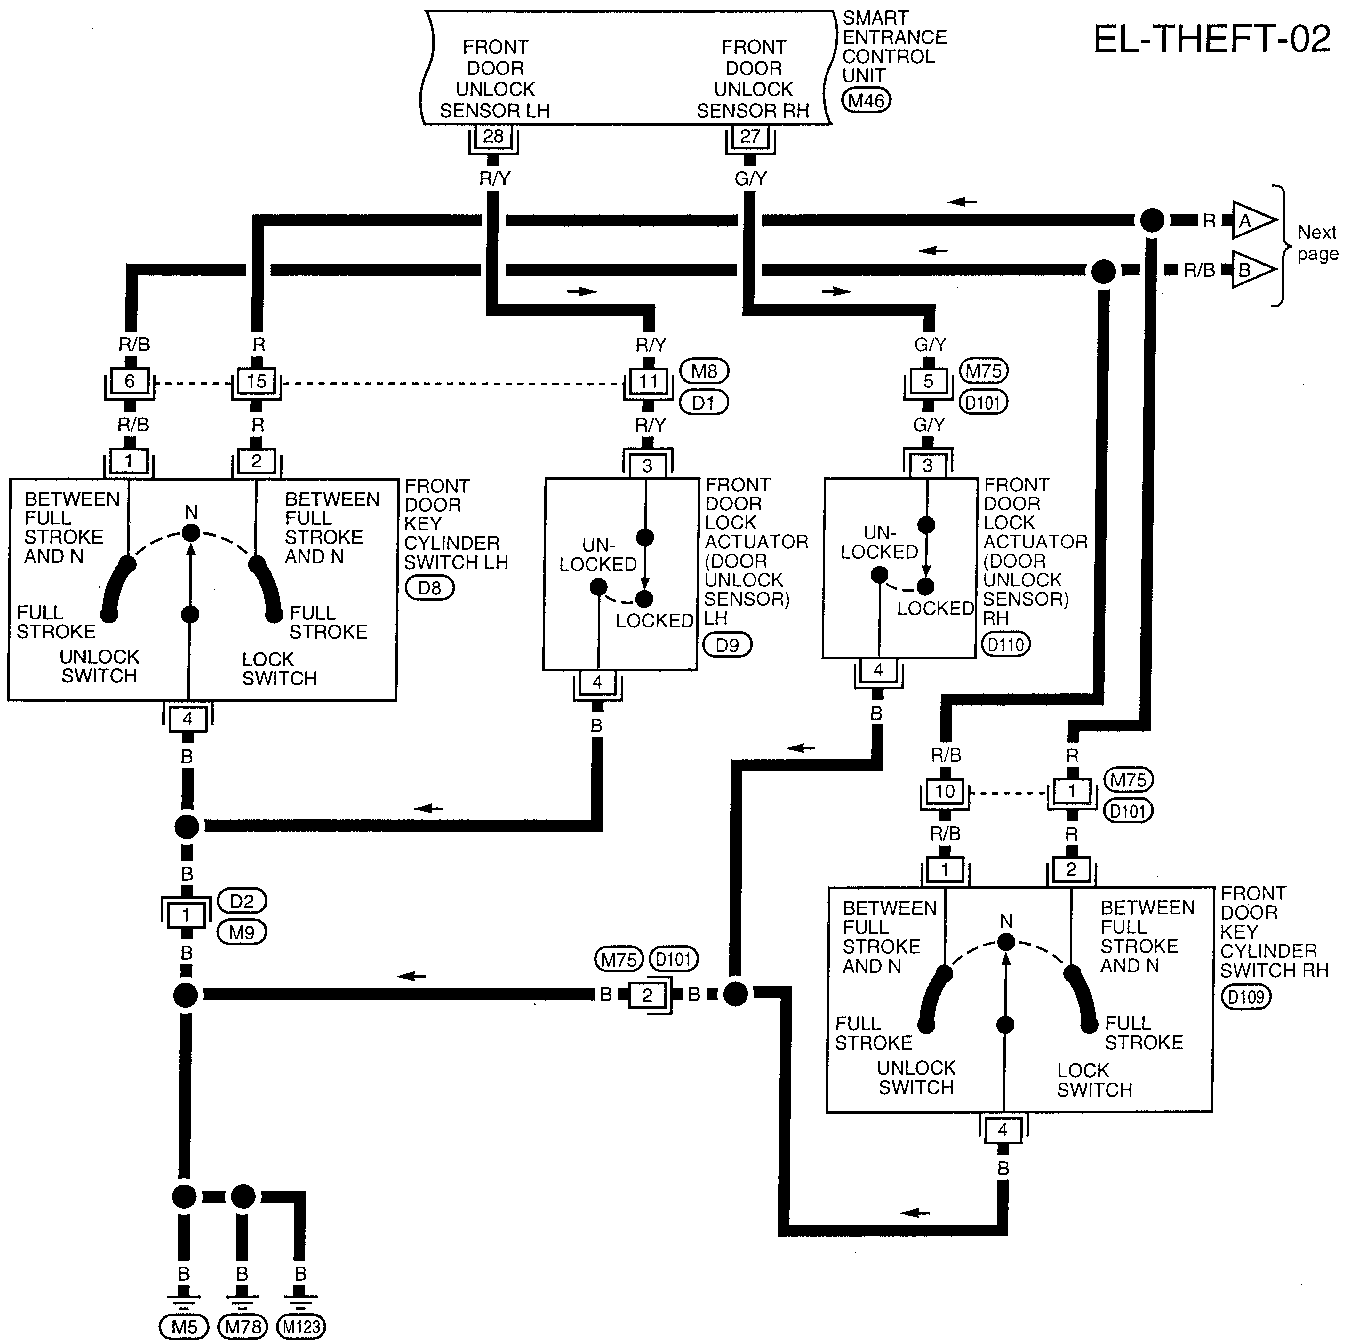 EL-THEFT-02
SMART
ENTRANCE
CONTROL
UNIT
M46
FRONT
DOOR
UNLOCK
SENSOR LH
FRONT
DOOR
UNLOCK
SENSOR RH
28
27
R/Y
G/Y
R
A
R/B
B
Next
page
R/B
R
R/Y
G/Y
6
15
11
M8
D1
5
M75
D101
R/B
R
R/Y
G/Y
1
2
3
3
BETWEEN
FULL
STROKE
AND N
N
BETWEEN
FULL
STROKE
AND N
FULL
STROKE
FULL
STROKE
UNLOCK
SWITCH
LOCK
SWITCH
FRONT
DOOR
KEY
CYLINDER
SWITCH LH
D8
UN-
LOCKED
LOCKED
FRONT
DOOR
LOCK
ACTUATOR
(DOOR
UNLOCK
SENSOR)
LH
D9
UN-
LOCKED
LOCKED
FRONT
DOOR
LOCK
ACTUATOR
(DOOR
UNLOCK
SENSOR)
RH
D110
4
4
4
B
B
B
R/B
R
10
1
M75
D101
R/B
R
1
2
B
1
D2
M9
B
M75
D101
B
2
B
BETWEEN
FULL
STROKE
AND N
N
BETWEEN
FULL
STROKE
AND N
FULL
STROKE
FULL
STROKE
UNLOCK
SWITCH
LOCK
SWITCH
FRONT
DOOR
KEY
CYLINDER
SWITCH RH
D109
4
B
B
B
B
M5
M78
M123